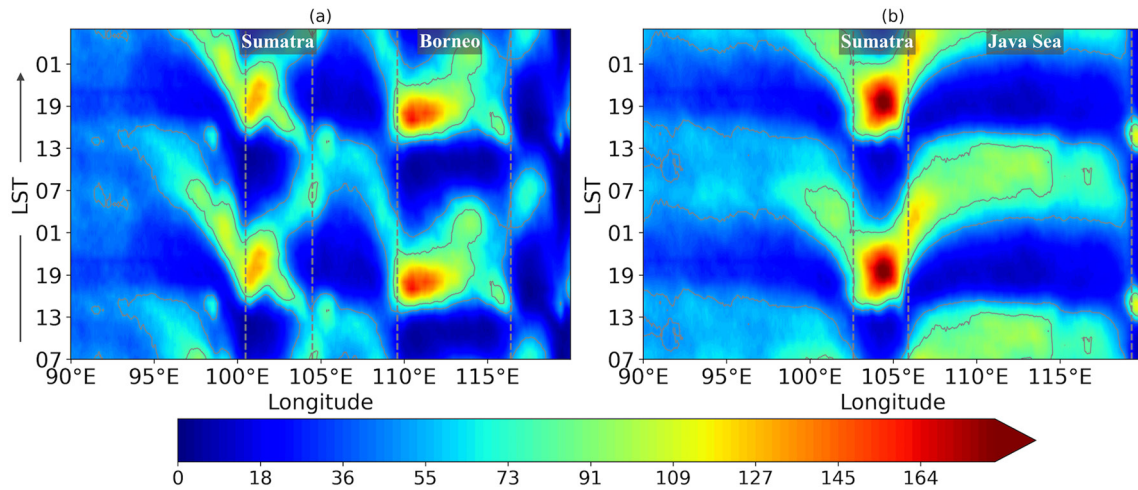 (a) (b)
Sumatra Borneo Sumatra Java Sea
01 01
19 19
13 13
07 07
LST LST
01 01
19 19
13 13
07 07
90°E 95°E 100°E 105°E 110°E 115°E 90°E 95°E 100°E 105°E 110°E 115°E
Longitude Longitude
0 18 36 55 73 91 109 127 145 164